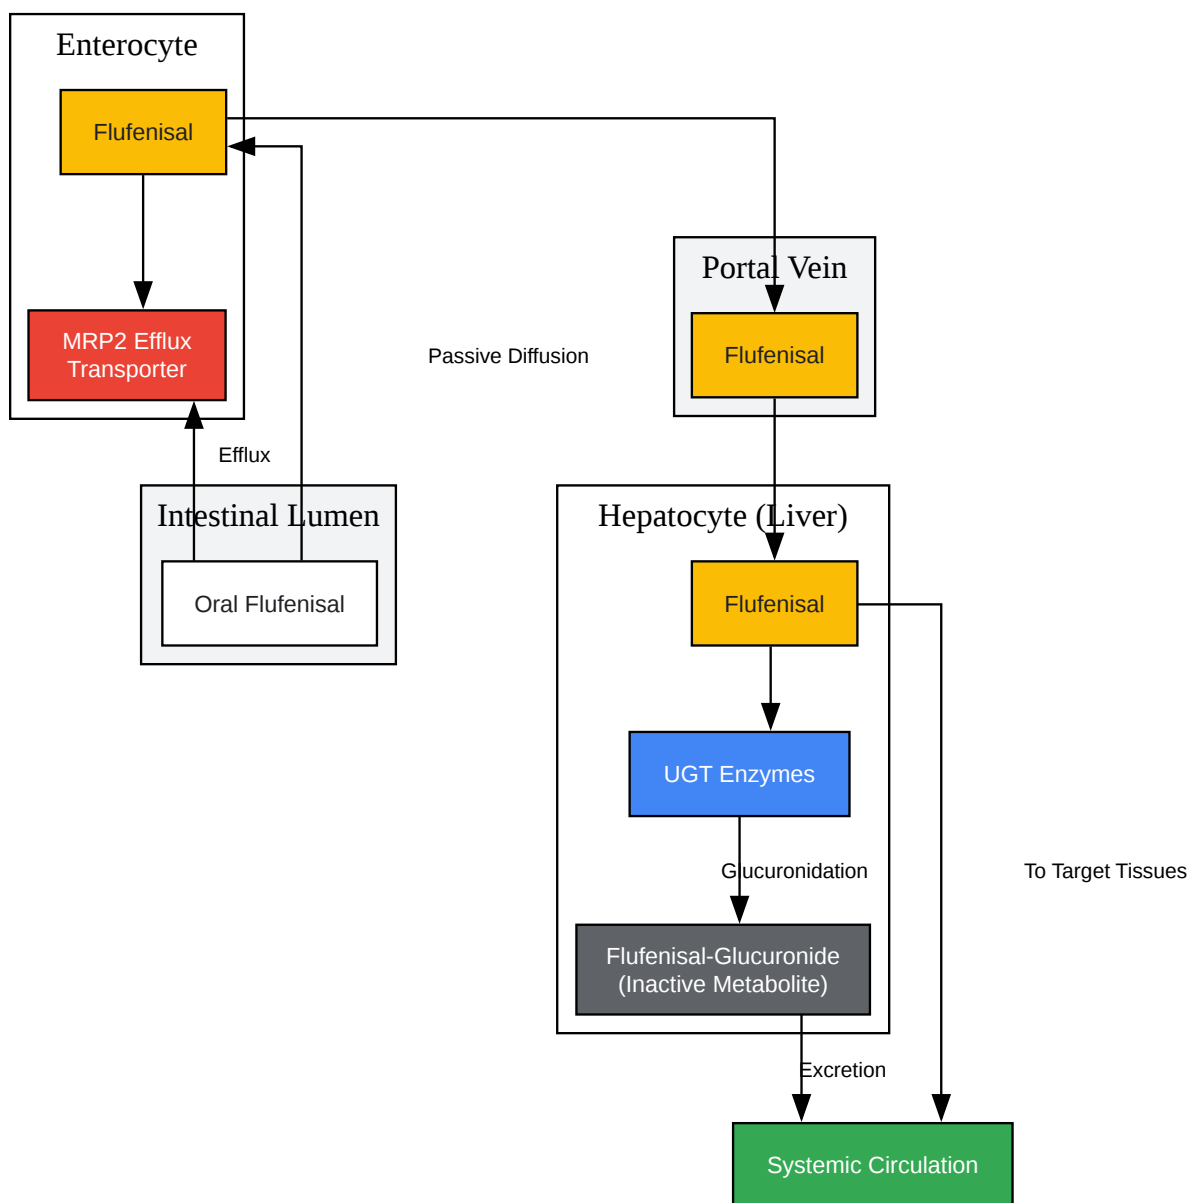 Enterocyte
Flufenisal
MRP2 Efflux
Transporter
Efflux
Intestinal Lumen
Oral Flufenisal
Passive Diffusion
Portal Vein
Flufenisal
Hepatocyte (Liver)
Flufenisal
UGT Enzymes
Glucuronidation
To Target Tissues
Flufenisal-Glucuronide
(Inactive Metabolite)
Excretion
Systemic Circulation